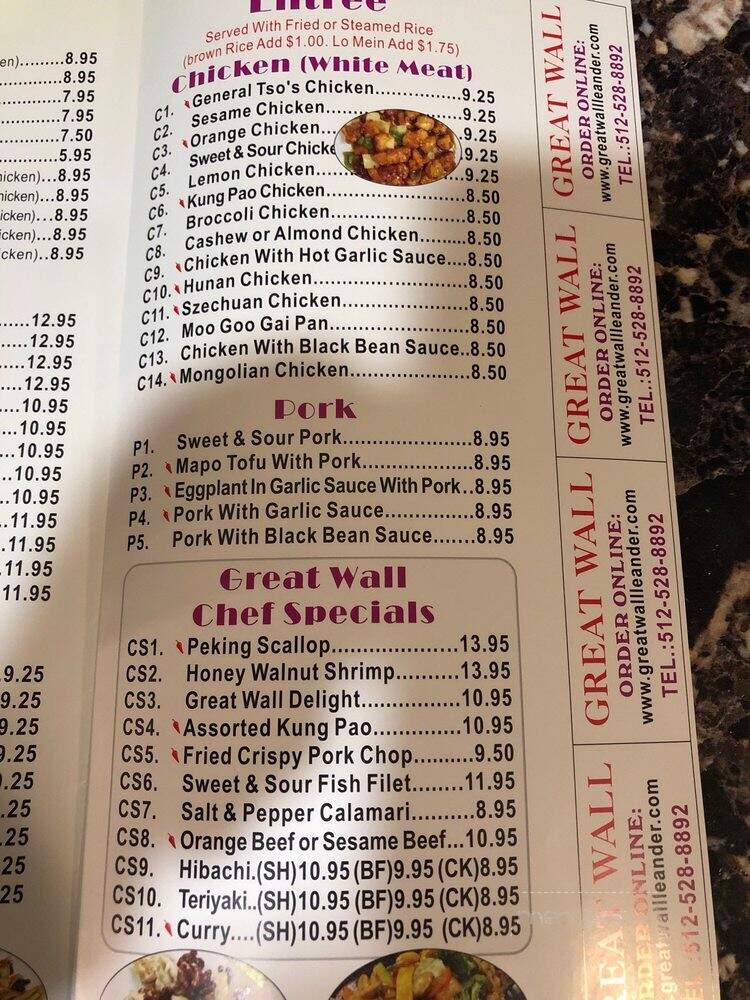 en).........8.95
.................8.95
.................7.95
.................7.95
.................7.50
.................5.95
hicken)...8.95
hicken)...8.95
icken)...8.95
cken)...8.95
cken)..8.95
......12.95
....12.95
...12.95
...12.95
...10.95
...10.95
...10.95
..10.95
..10.95
..11.95
.11.95
.11.95
11.95
.9.25
9.25
9.25
9.25
.25
.25
.25
25
25
Entree
Served With Fried or Steamed Rice
(brown Rice Add $1.00. Lo Mein Add $1.75)
Chicken (White Meat)
C1. General Tso's Chicken..............9.25
C2. Sesame Chicken......................9.25
C3. Orange Chicken...9.25
C4. Sweet & Sour Chicke 9.25
C5. Lemon Chicken...9.25
C6. Kung Pao Chicken.......................8.50
C7. Broccoli Chicken.......................8.50
C8. Cashew or Almond Chicken........8.50
C9. Chicken With Hot Garlic Sauce....8.50
C10. Hunan Chicken..........................8.50
C11. Szechuan Chicken.....................8.50
C12. Moo Goo Gai Pan.......................8.50
C13. Chicken With Black Bean Sauce..8.50
C14. Mongolian Chicken....................8.50
Pork
P1. Sweet & Sour Pork......................8.95
P2. Mapo Tofu With Pork...................8.95
P3. Eggplant In Garlic Sauce With Pork..8.95
P4. Pork With Garlic Sauce...............8.95
P5. Pork With Black Bean Sauce.......8.95
Great Wall
Chef Specials
CS1. Peking Scallop.....................13.95
CS2. Honey Walnut Shrimp..........13.95
CS3. Great Wall Delight................10.95
CS4. Assorted Kung Pao..............10.95
CS5. Fried Crispy Pork Chop.........9.50
CS6. Sweet & Sour Fish Filet........11.95
CS7. Salt & Pepper Calamari.........8.95
CS8. Orange Beef or Sesame Beef...10.95
CS9. Hibachi.(SH)10.95 (BF)9.95 (CK)8.95
CS10. Teriyaki..(SH)10.95 (BF)9.95 (CK)8.95
CS11. Curry....(SH)10.95 (BF)9.95 (CK)8.95
GREAT WALL
ORDER ONLINE:
www.greatwallleander.com
TEL.:512-528-8892
GREAT WALL
ORDER ONLINE:
www.greatwallleander.com
TEL.:512-528-8892
GREAT WALL
ORDER ONLINE:
www.greatwallleander.com
TEL.:512-528-8892
GREAT WALL
ORDER ONLINE:
greatwallleander.com
TEL.:512-528-8892